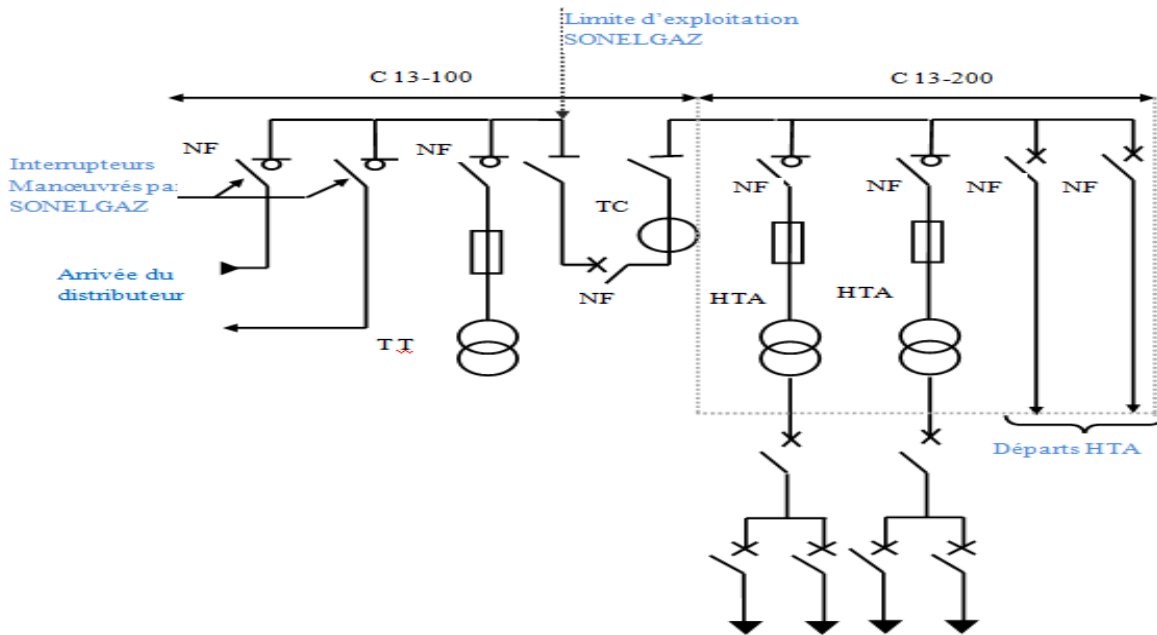 Limite d'exploitation
SONELGAZ
C 13-100
C 13-200
NF
NF
Interrupteurs
Manœuvrés pa:
SONELGAZ
NF
NF
NF
NF
TC
Arrivée du
distributeur
NF
HTA
HTA
T T
Départs HTA